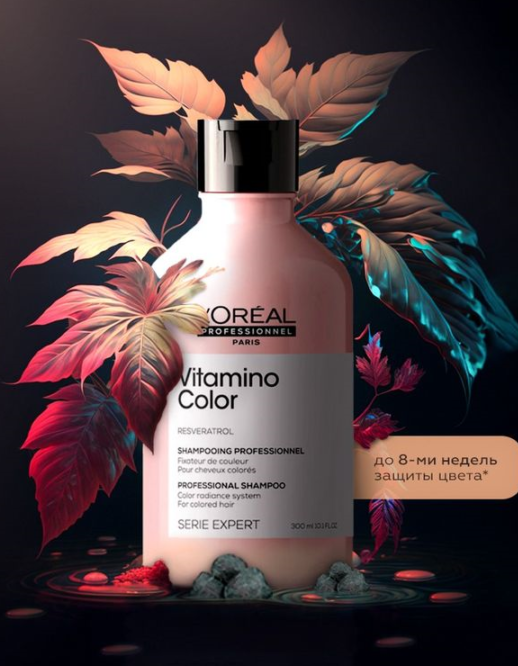 L'ORÉAL
PROFESSIONNEL
PARIS
Vitamino
Color
RESVERATROL
SHAMPOOING PROFESSIONNEL
Fixateur de couleur
Pour cheveux colorés
PROFESSIONAL SHAMPOO
Color radiance system
For colored hair
SERIE EXPERT 300 ml 10.1 FL.OZ
до 8-ми недель
защиты цвета*